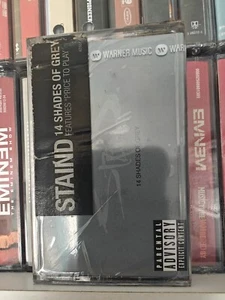 WARNER MUSIC
WARNER
STAIND
14 SHADES OF GREY
FEATURES "PRICE TO PLAY"
14 SHADES OF GREY
PARENTAL
ADVISORY
EXPLICIT CONTENT
EMINEM
EMINEM